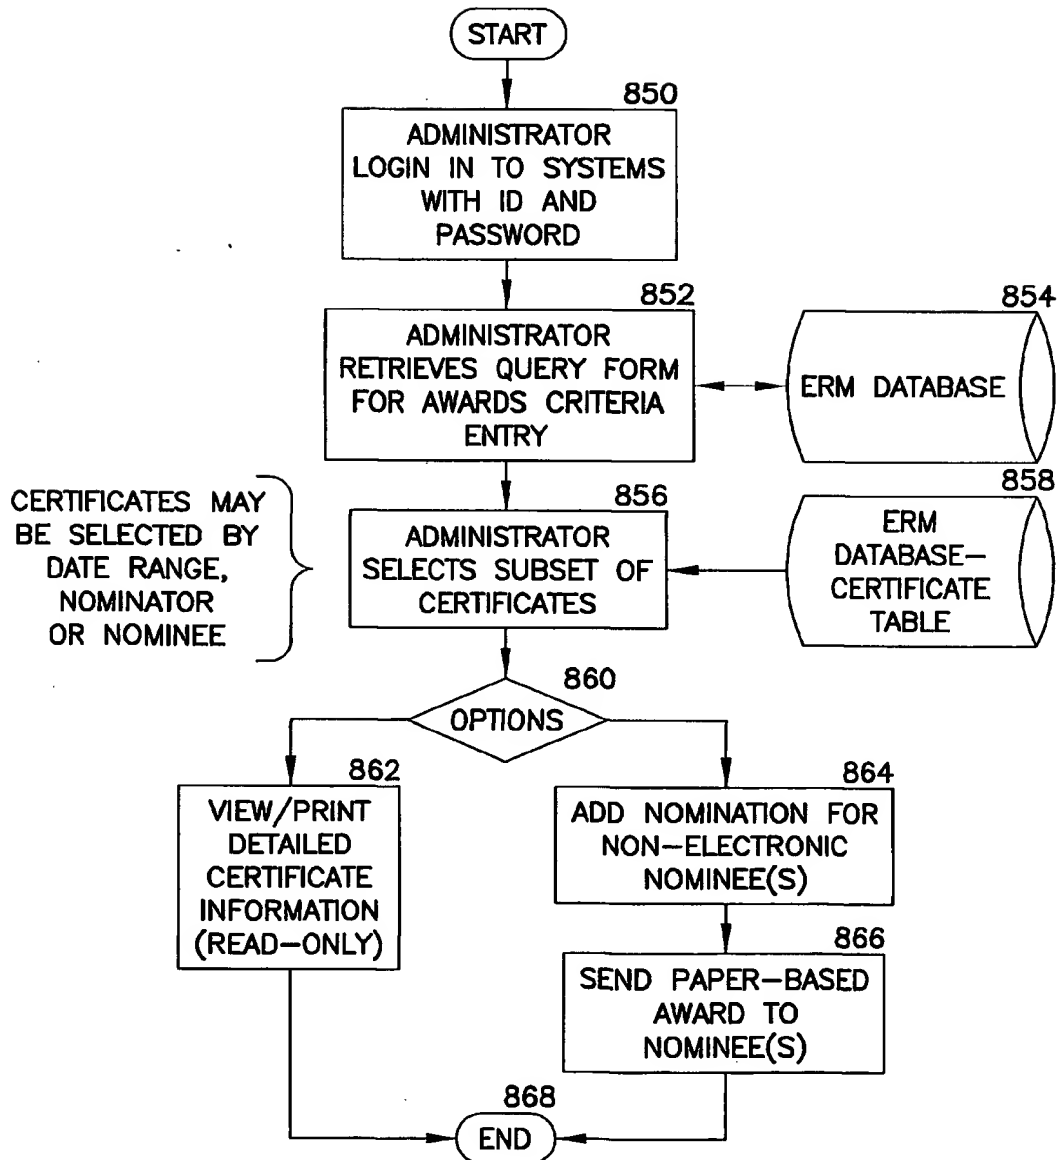 START
850
ADMINISTRATOR
LOGIN IN TO SYSTEMS
WITH ID AND
PASSWORD
852
ADMINISTRATOR
RETRIEVES QUERY FORM
FOR AWARDS CRITERIA
ENTRY
854
ERM DATABASE
CERTIFICATES MAY
BE SELECTED BY
DATE RANGE,
NOMINATOR
OR NOMINEE
856
ADMINISTRATOR
SELECTS SUBSET OF
CERTIFICATES
858
ERM
DATABASE–
CERTIFICATE
TABLE
860
OPTIONS
862
VIEW/PRINT
DETAILED
CERTIFICATE
INFORMATION
(READ–ONLY)
864
ADD NOMINATION FOR
NON–ELECTRONIC
NOMINEE(S)
866
SEND PAPER–BASED
AWARD TO
NOMINEE(S)
868
END